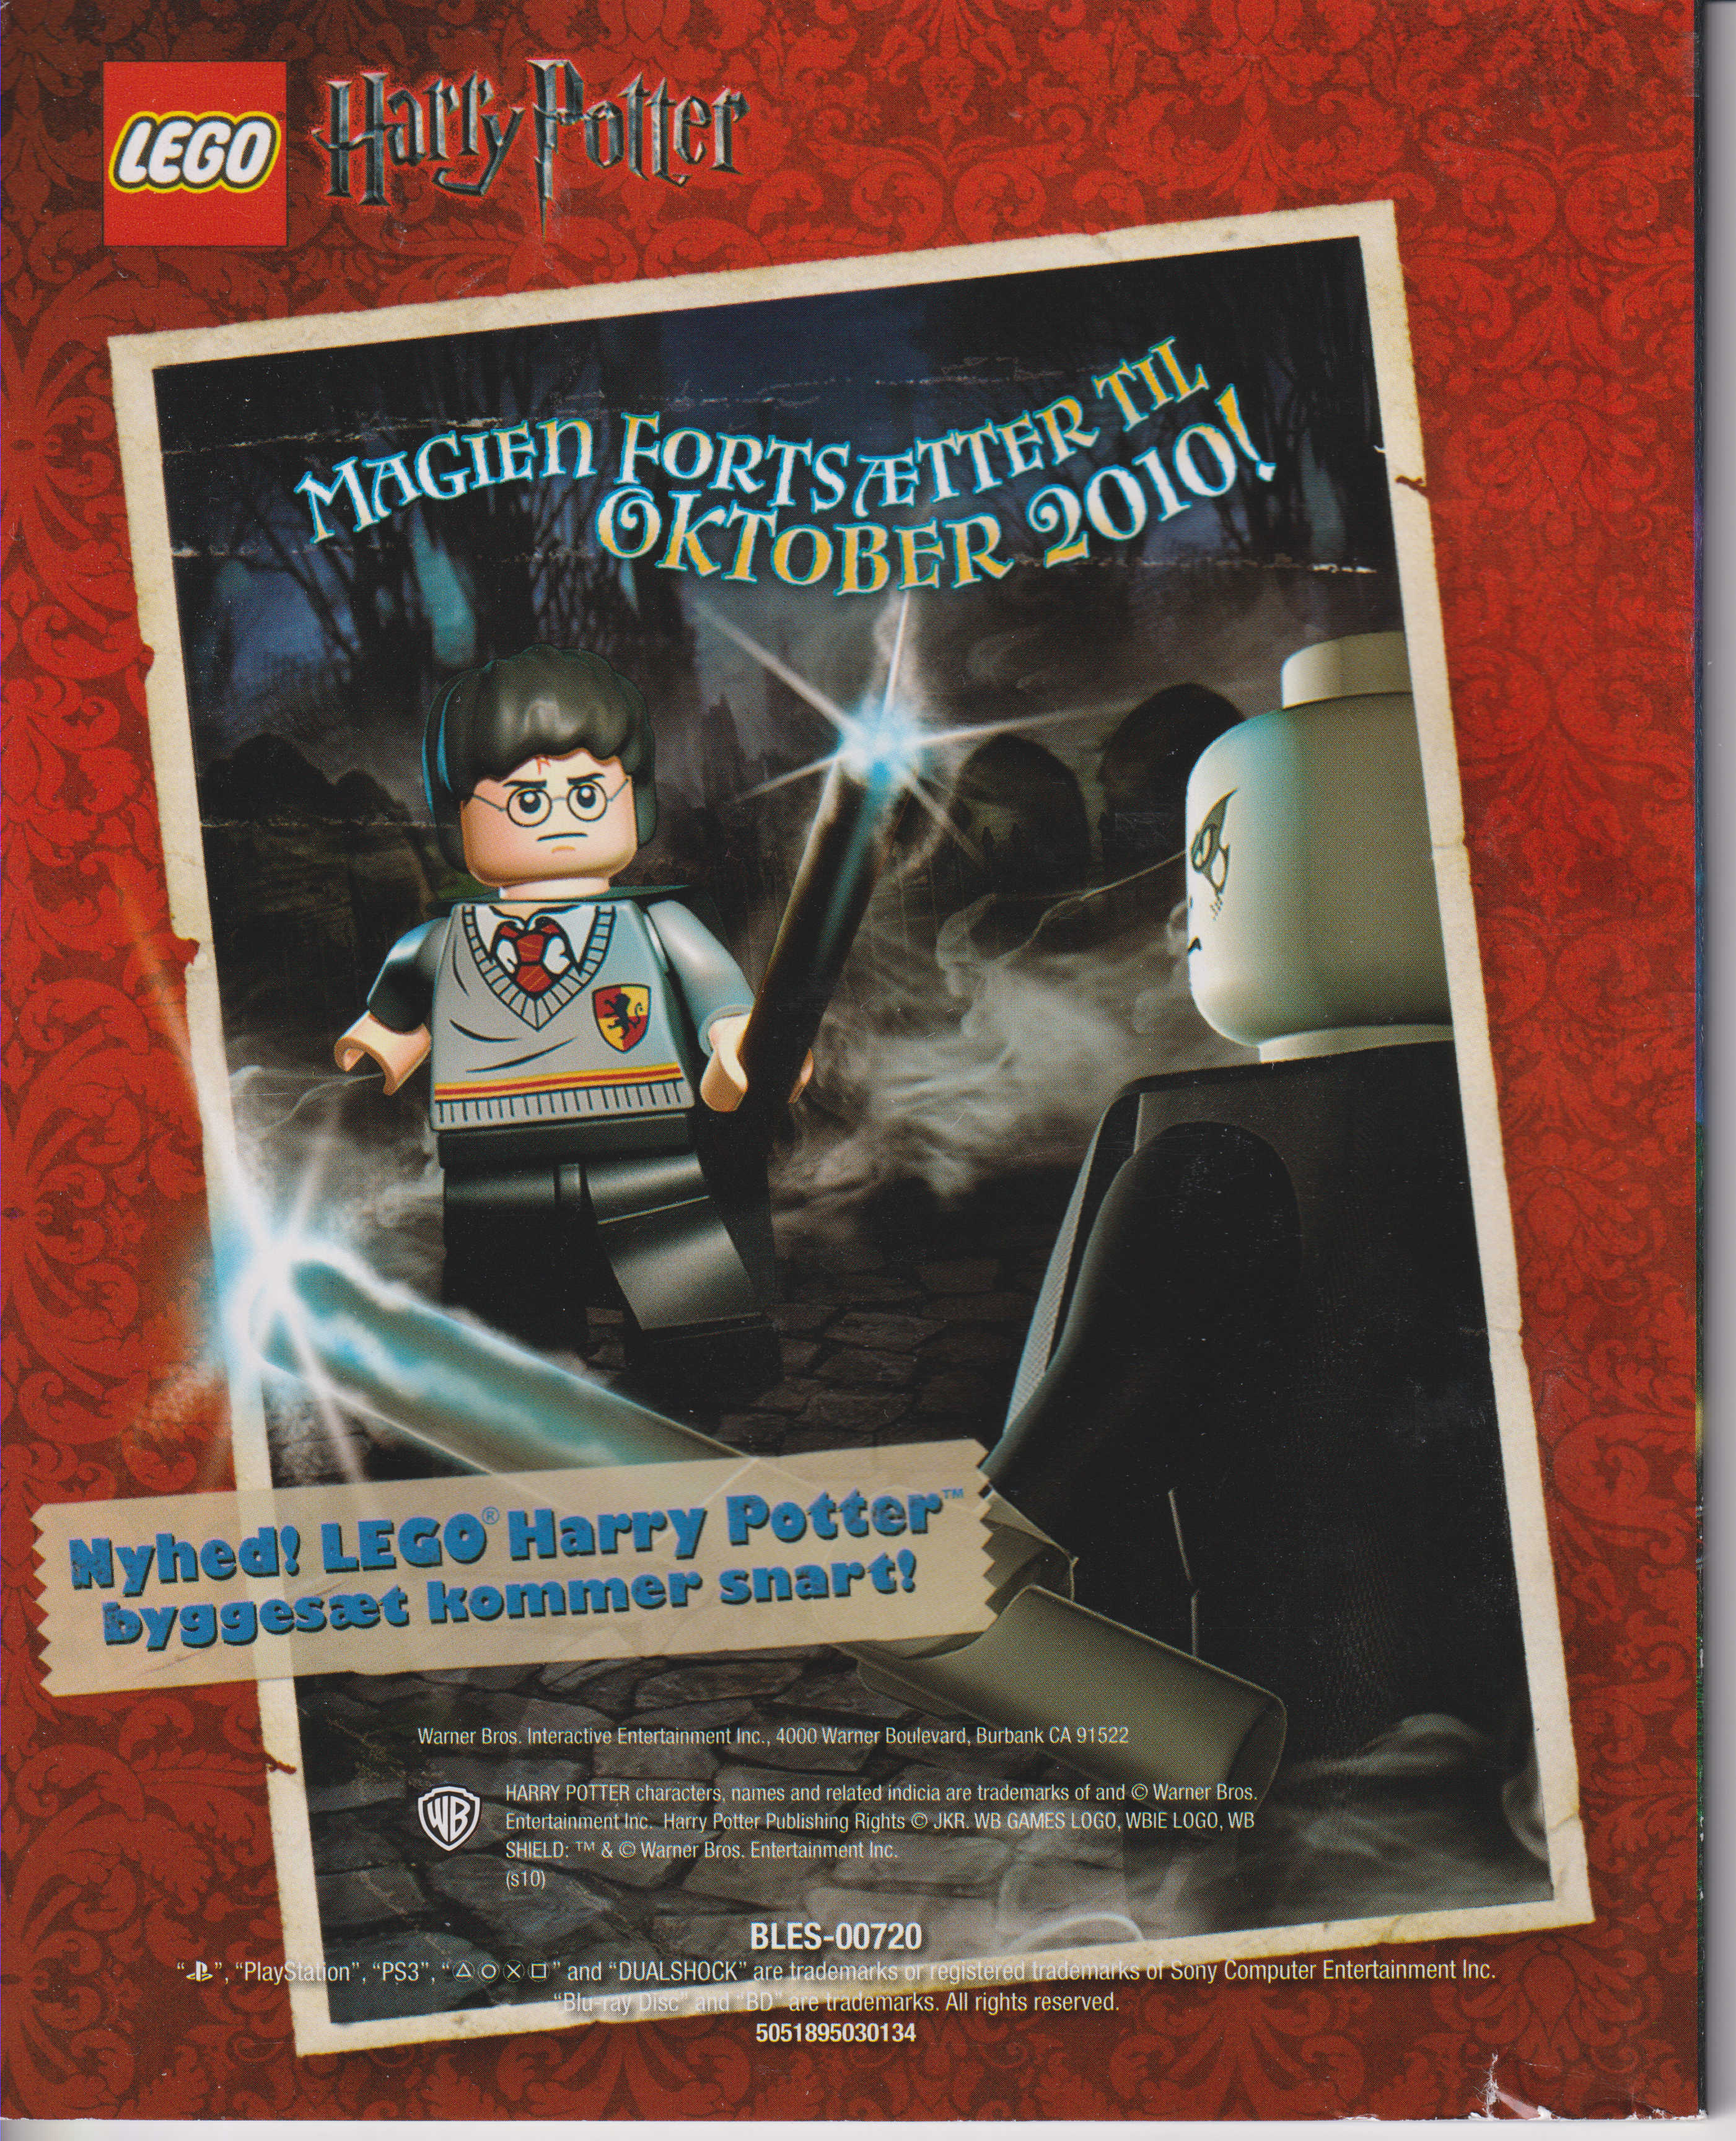 LEGO Harry Potter
MAGIEN FORTSÆTTER TIL
OKTOBER 2010!
Nyhed! LEGO® Harry Potter™
byggesæt kommer snart!
Warner Bros. Interactive Entertainment Inc., 4000 Warner Boulevard, Burbank CA 91522
WB
HARRY POTTER characters, names and related indicia are trademarks of and © Warner Bros.
Entertainment Inc. Harry Potter Publishing Rights © JKR. WB GAMES LOGO, WBIE LOGO, WB
SHIELD: ™ & © Warner Bros. Entertainment Inc.
(s10)
BLES-00720
“PS”, “PlayStation”, “PS3”, “△○✕□” and “DUALSHOCK” are trademarks or registered trademarks of Sony Computer Entertainment Inc.
“Blu-ray Disc” and “BD” are trademarks. All rights reserved.
5051895030134